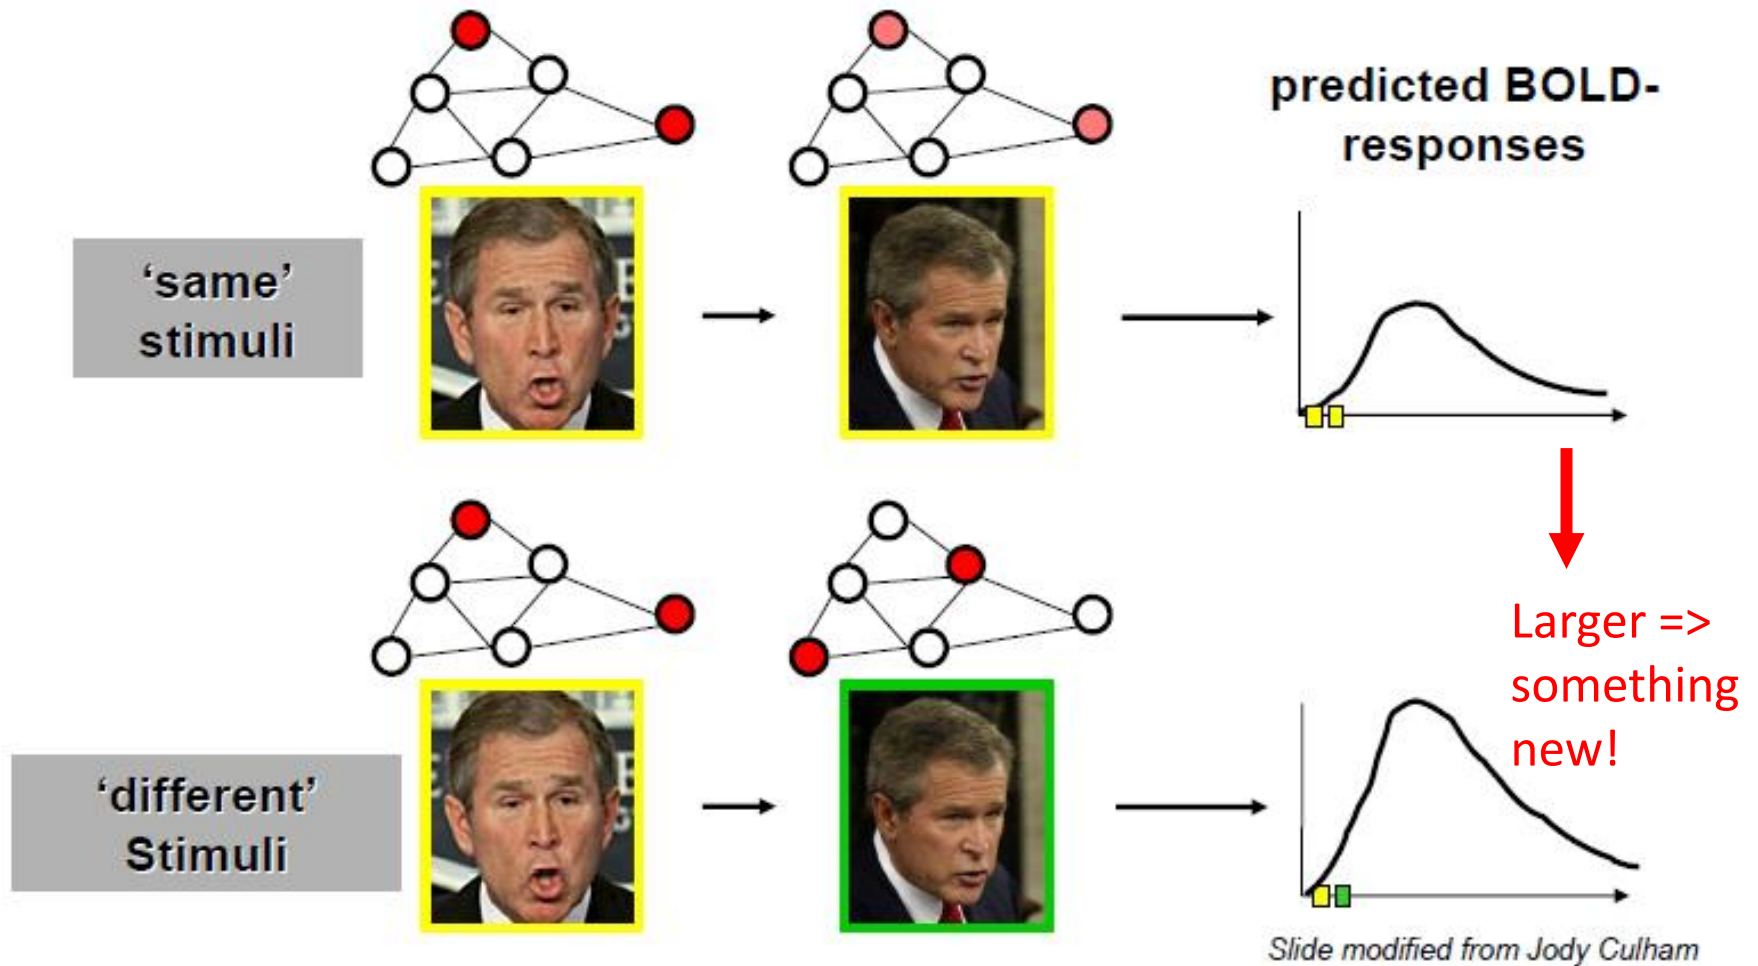 predicted BOLD-
responses
‘same’
stimuli
Larger =>
something
new!
‘different’
Stimuli
Slide modified from Jody Culham